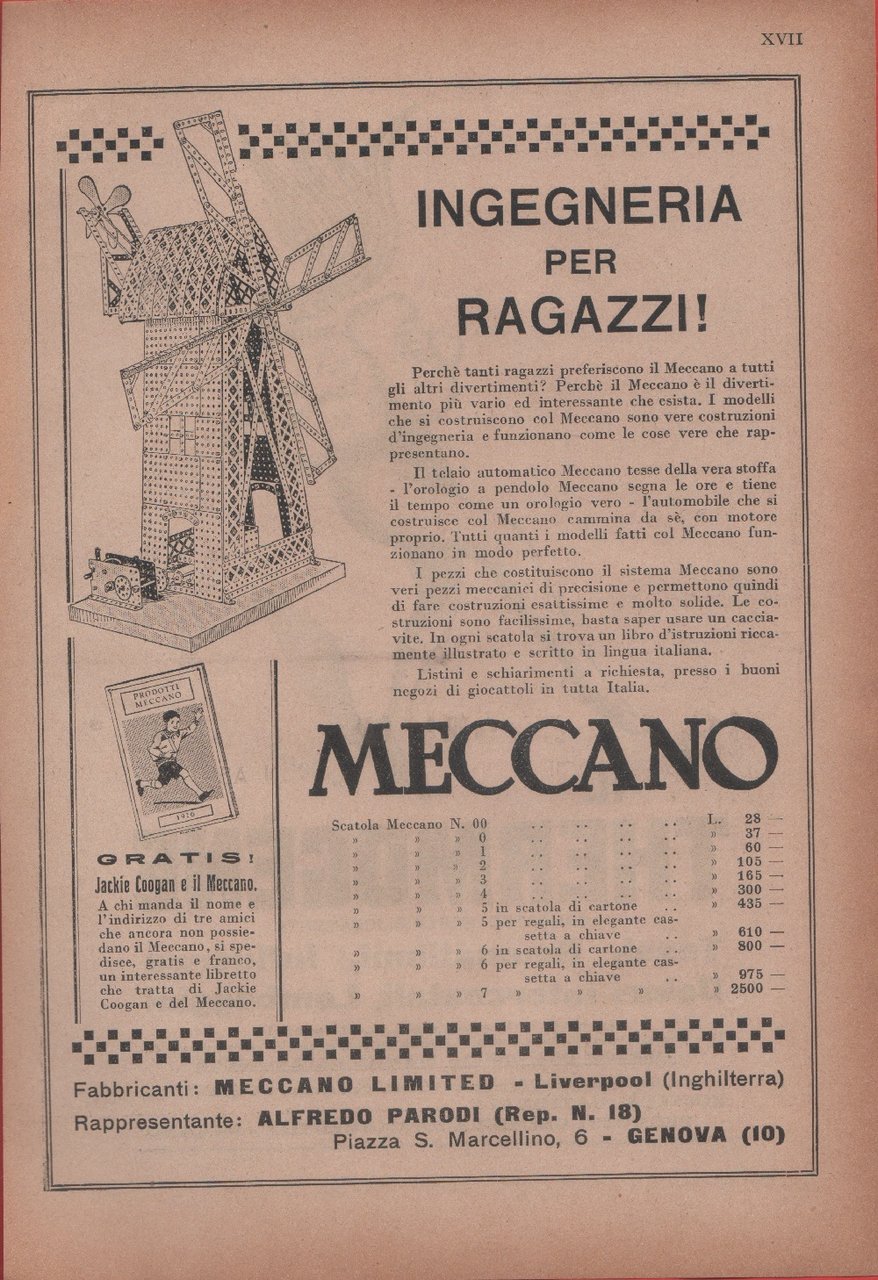 XVII
INGEGNERIA
PER
RAGAZZI!
Perchè tanti ragazzi preferiscono il Meccano a tutti
gli altri divertimenti? Perchè il Meccano è il diverti-
mento più vario ed interessante che esista. I modelli
che si costruiscono col Meccano sono vere costruzioni
d'ingegneria e funzionano come le cose vere che rap-
presentano.
Il telaio automatico Meccano tesse della vera stoffa
- l'orologio a pendolo Meccano segna le ore e tiene
il tempo come un orologio vero - l'automobile che si
costruisce col Meccano cammina da sè, con motore
proprio. Tutti quanti i modelli fatti col Meccano fun-
zionano in modo perfetto.
I pezzi che costituiscono il sistema Meccano sono
veri pezzi meccanici di precisione e permettono quindi
di fare costruzioni esattissime e molto solide. Le co-
struzioni sono facilissime, basta saper usare un caccia-
vite. In ogni scatola si trova un libro d'istruzioni ricca-
mente illustrato e scritto in lingua italiana.
Listini e schiarimenti a richiesta, presso i buoni
negozi di giocattoli in tutta Italia.
PRODOTTI
MECCANO
1926
GRATIS!
Jackie Coogan e il Meccano.
A chi manda il nome e
l'indirizzo di tre amici
che ancora non possie-
dano il Meccano, si spe-
disce, gratis e franco,
un interessante libretto
che tratta di Jackie
Coogan e del Meccano.
MECCANO
Scatola Meccano N. 00 .. .. .. .. L. 28 —
» » » 0 .. .. .. .. » 37 —
» » » 1 .. .. .. .. » 60 —
» » » 2 .. .. .. .. » 105 —
» » » 3 .. .. .. .. » 165 —
» » » 4 .. .. .. .. » 300 —
» » » 5 in scatola di cartone .. » 435 —
» » » 5 per regali, in elegante cas-
setta a chiave .. » 610 —
» » » 6 in scatola di cartone .. » 800 —
» » » 6 per regali, in elegante cas-
setta a chiave .. » 975 —
» » » 7 » » » » 2500 —
Fabbricanti: MECCANO LIMITED - Liverpool (Inghilterra)
Rappresentante: ALFREDO PARODI (Rep. N. 18)
Piazza S. Marcellino, 6 - GENOVA (10)